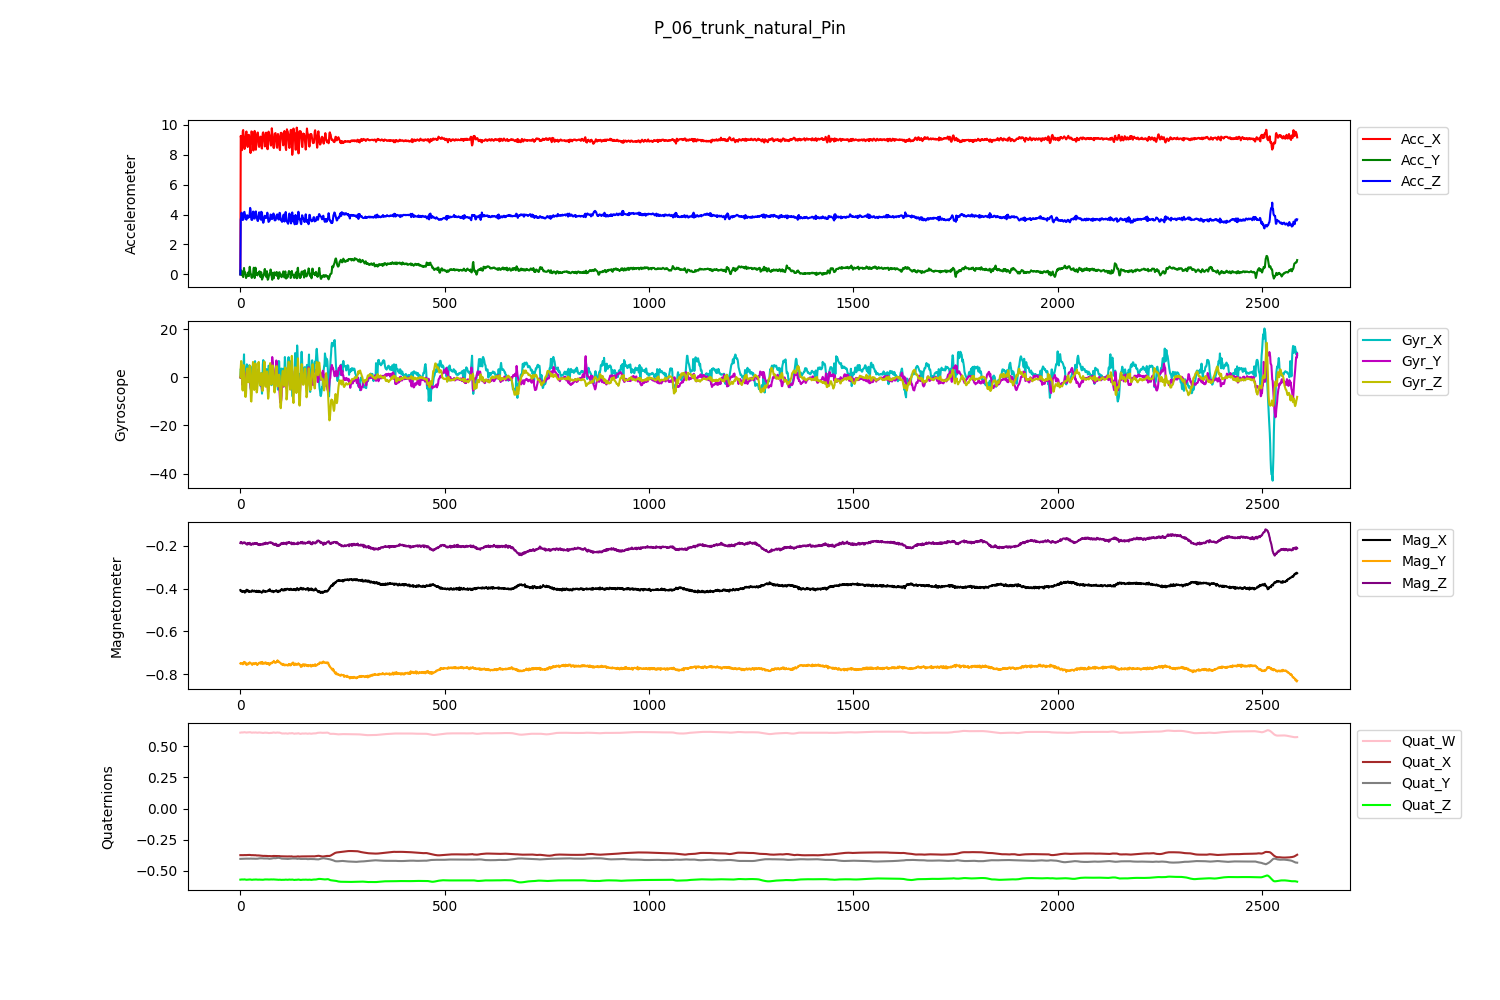 P_06_trunk_natural_Pin
Accelerometer
10
8
6
4
2
0
0 500 1000 1500 2000 2500
Acc_X
Acc_Y
Acc_Z
Gyroscope
20
0
−20
−40
0 500 1000 1500 2000 2500
Gyr_X
Gyr_Y
Gyr_Z
Magnetometer
−0.2
−0.4
−0.6
−0.8
0 500 1000 1500 2000 2500
Mag_X
Mag_Y
Mag_Z
Quaternions
0.50
0.25
0.00
−0.25
−0.50
0 500 1000 1500 2000 2500
Quat_W
Quat_X
Quat_Y
Quat_Z